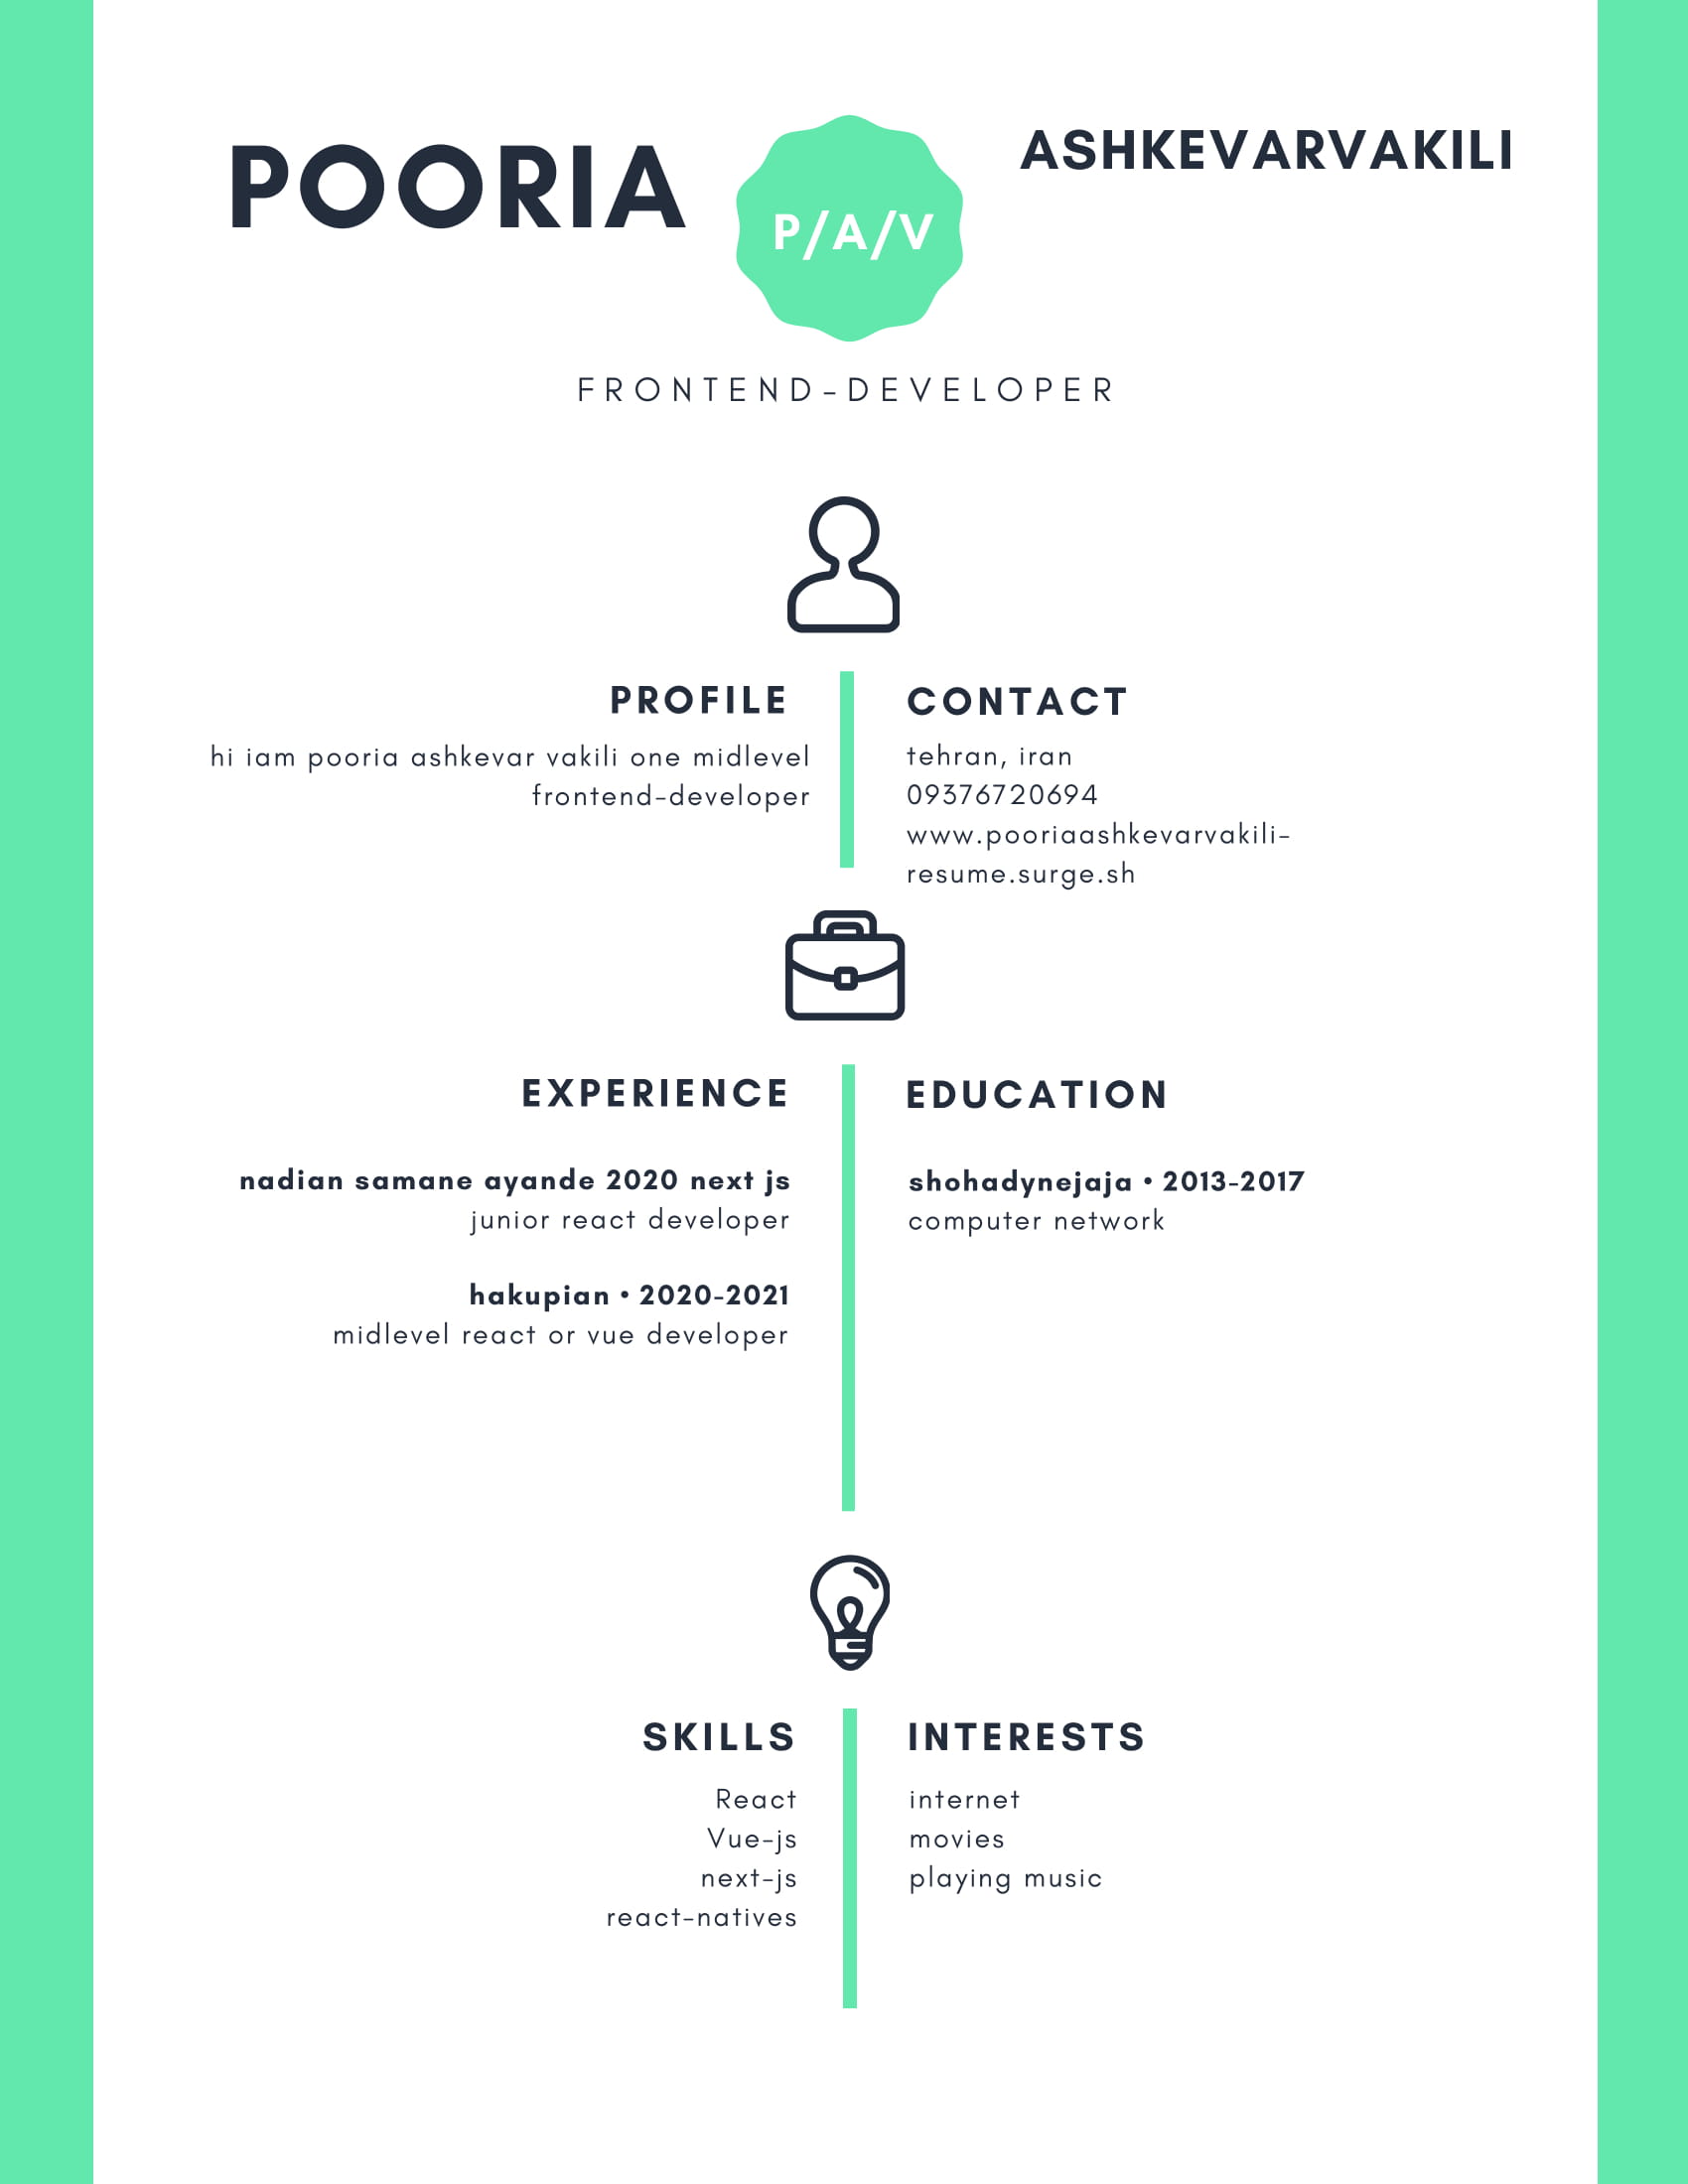 POORIA
P/A/V
ASHKEVARVAKILI
FRONTEND-DEVELOPER
PROFILE
hi iam pooria ashkevar vakili one midlevel
frontend-developer
CONTACT
tehran, iran
09376720694
www.pooriaashkevarvakili-
resume.surge.sh
EXPERIENCE
nadian samane ayande 2020 next js
junior react developer
hakupian • 2020-2021
midlevel react or vue developer
EDUCATION
shohadynejaja • 2013-2017
computer network
SKILLS
React
Vue-js
next-js
react-natives
INTERESTS
internet
movies
playing music